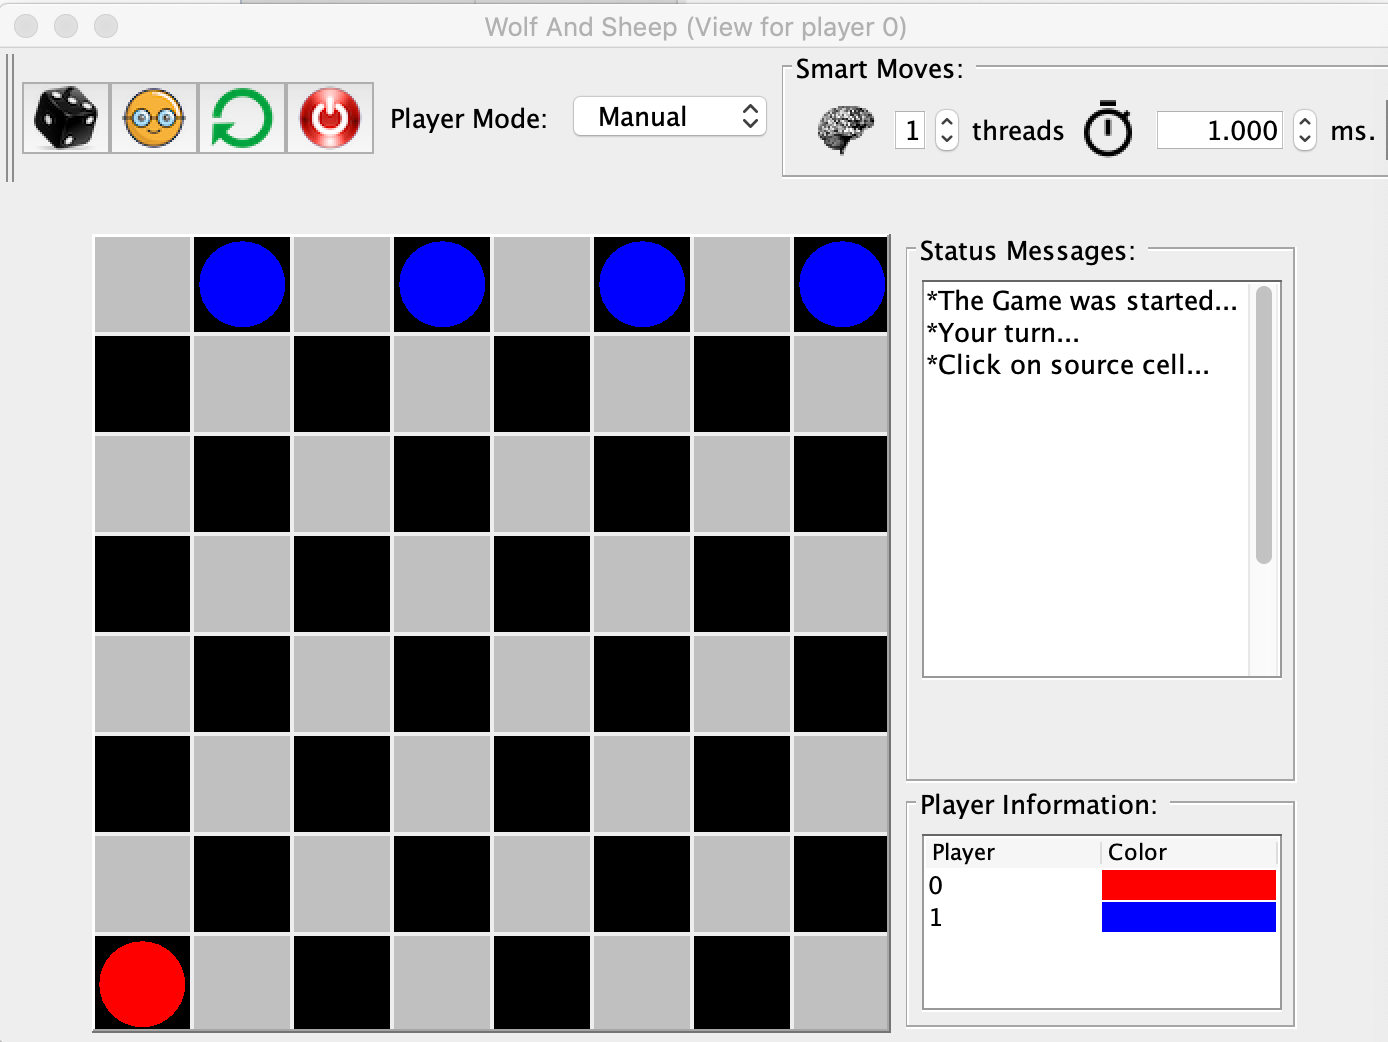 Wolf And Sheep (View for player 0)
Smart Moves:
Player Mode: Manual 1 threads 1.000 ms.
Status Messages:
*The Game was started...
*Your turn...
*Click on source cell...
Player Information:
Player Color
0
1